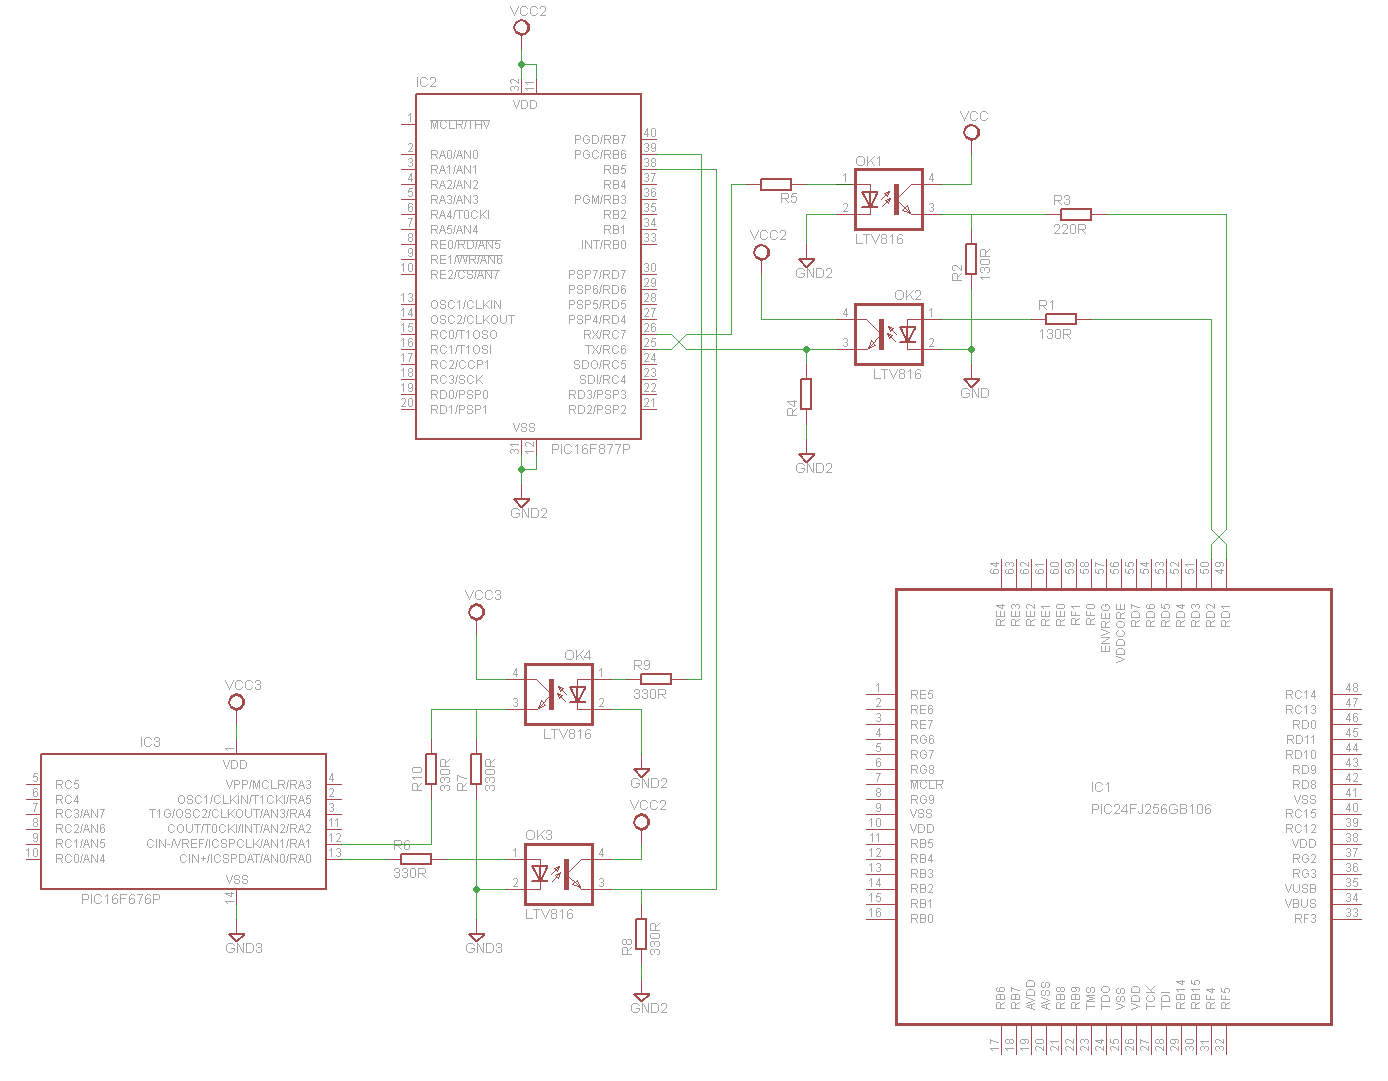 VCC2
IC2
32
11
VDD
1
MCLR/THV
2
RA0/AN0
3
RA1/AN1
4
RA2/AN2
5
RA3/AN3
6
RA4/T0CKI
7
RA5/AN4
8
RE0/RD/AN5
9
RE1/WR/AN6
10
RE2/CS/AN7
13
OSC1/CLKIN
14
OSC2/CLKOUT
15
RC0/T1OSO
16
RC1/T1OSI
17
RC2/CCP1
18
RC3/SCK
19
RD0/PSP0
20
RD1/PSP1
PGD/RB7
40
PGC/RB6
39
RB5
38
RB4
37
PGM/RB3
36
RB2
35
RB1
34
INT/RB0
33
PSP7/RD7
30
PSP6/RD6
29
PSP5/RD5
28
PSP4/RD4
27
RX/RC7
26
TX/RC6
25
SDO/RC5
24
SDI/RC4
23
RD3/PSP3
22
RD2/PSP2
21
VSS
31
12
PIC16F877P
GND2
VCC
OK1
1
2
4
3
LTV816
R5
GND2
VCC2
R3
220R
R2
130R
OK2
4
3
1
2
LTV816
R1
130R
GND
R4
GND2
VCC3
OK4
4
3
1
2
LTV816
R9
330R
GND2
VCC2
R10
330R
R7
330R
VCC3
IC3
1
VDD
5
RC5
6
RC4
7
RC3/AN7
8
RC2/AN6
9
RC1/AN5
10
RC0/AN4
VPP/MCLR/RA3
4
OSC1/CLKIN/T1CKI/RA5
2
T1G/OSC2/CLKOUT/AN3/RA4
3
COUT/T0CKI/INT/AN2/RA2
11
CIN-/VREF/ICSPCLK/AN1/RA1
12
CIN+/ICSPDAT/AN0/RA0
13
VSS
14
PIC16F676P
GND3
R6
330R
OK3
1
2
4
3
LTV816
GND3
R8
330R
GND2
64
63
62
61
60
59
58
57
56
55
54
53
52
51
50
49
RE4
RE3
RE2
RE1
RE0
RF1
RF0
ENVREG
VDDCORE
RD7
RD6
RD5
RD4
RD3
RD2
RD1
1
RE5
2
RE6
3
RE7
4
RG6
5
RG7
6
RG8
7
MCLR
8
RG9
9
VSS
10
VDD
11
RB5
12
RB4
13
RB3
14
RB2
15
RB1
16
RB0
IC1
PIC24FJ256GB106
RC14
48
RC13
47
RD0
46
RD11
45
RD10
44
RD9
43
RD8
42
VSS
41
RC15
40
RC12
39
VDD
38
RG2
37
RG3
36
VUSB
35
VBUS
34
RF3
33
RB6
RB7
AVDD
AVSS
RB8
RB9
TMS
TDO
VSS
VDD
TCK
TDI
RB14
RB15
RF4
RF5
17
18
19
20
21
22
23
24
25
26
27
28
29
30
31
32